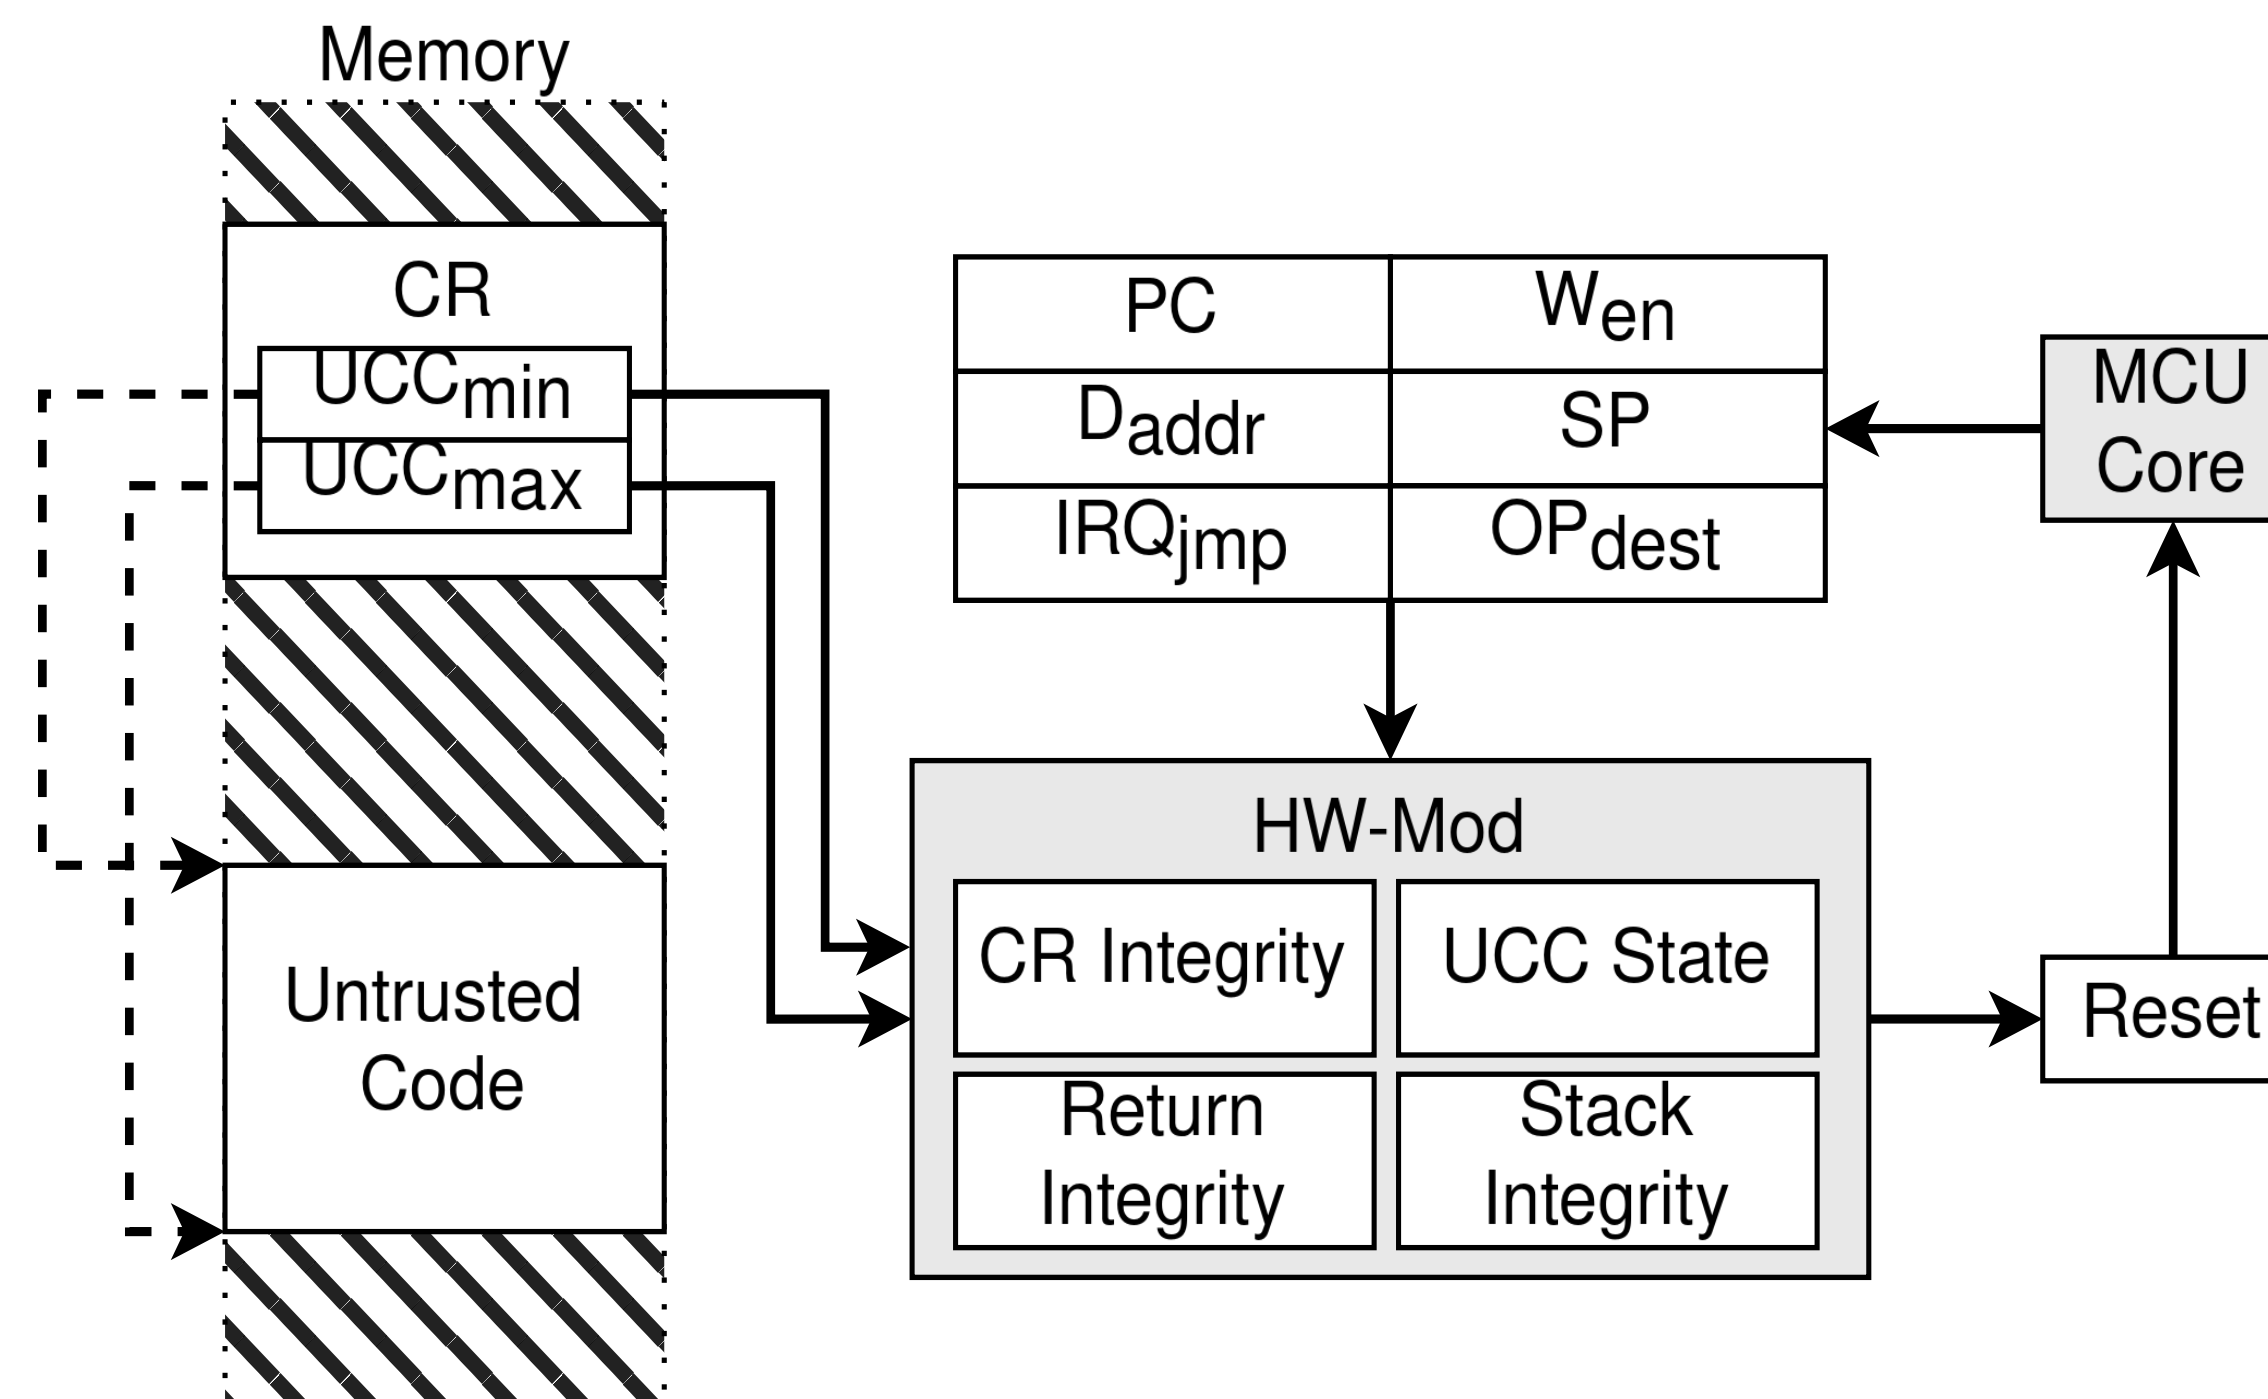 Memory
CR
UCCmin
UCCmax
Untrusted
Code
PC
Wen
Daddr
SP
IRQjmp
OPdest
MCU
Core
HW-Mod
CR Integrity
UCC State
Return
Integrity
Stack
Integrity
Reset